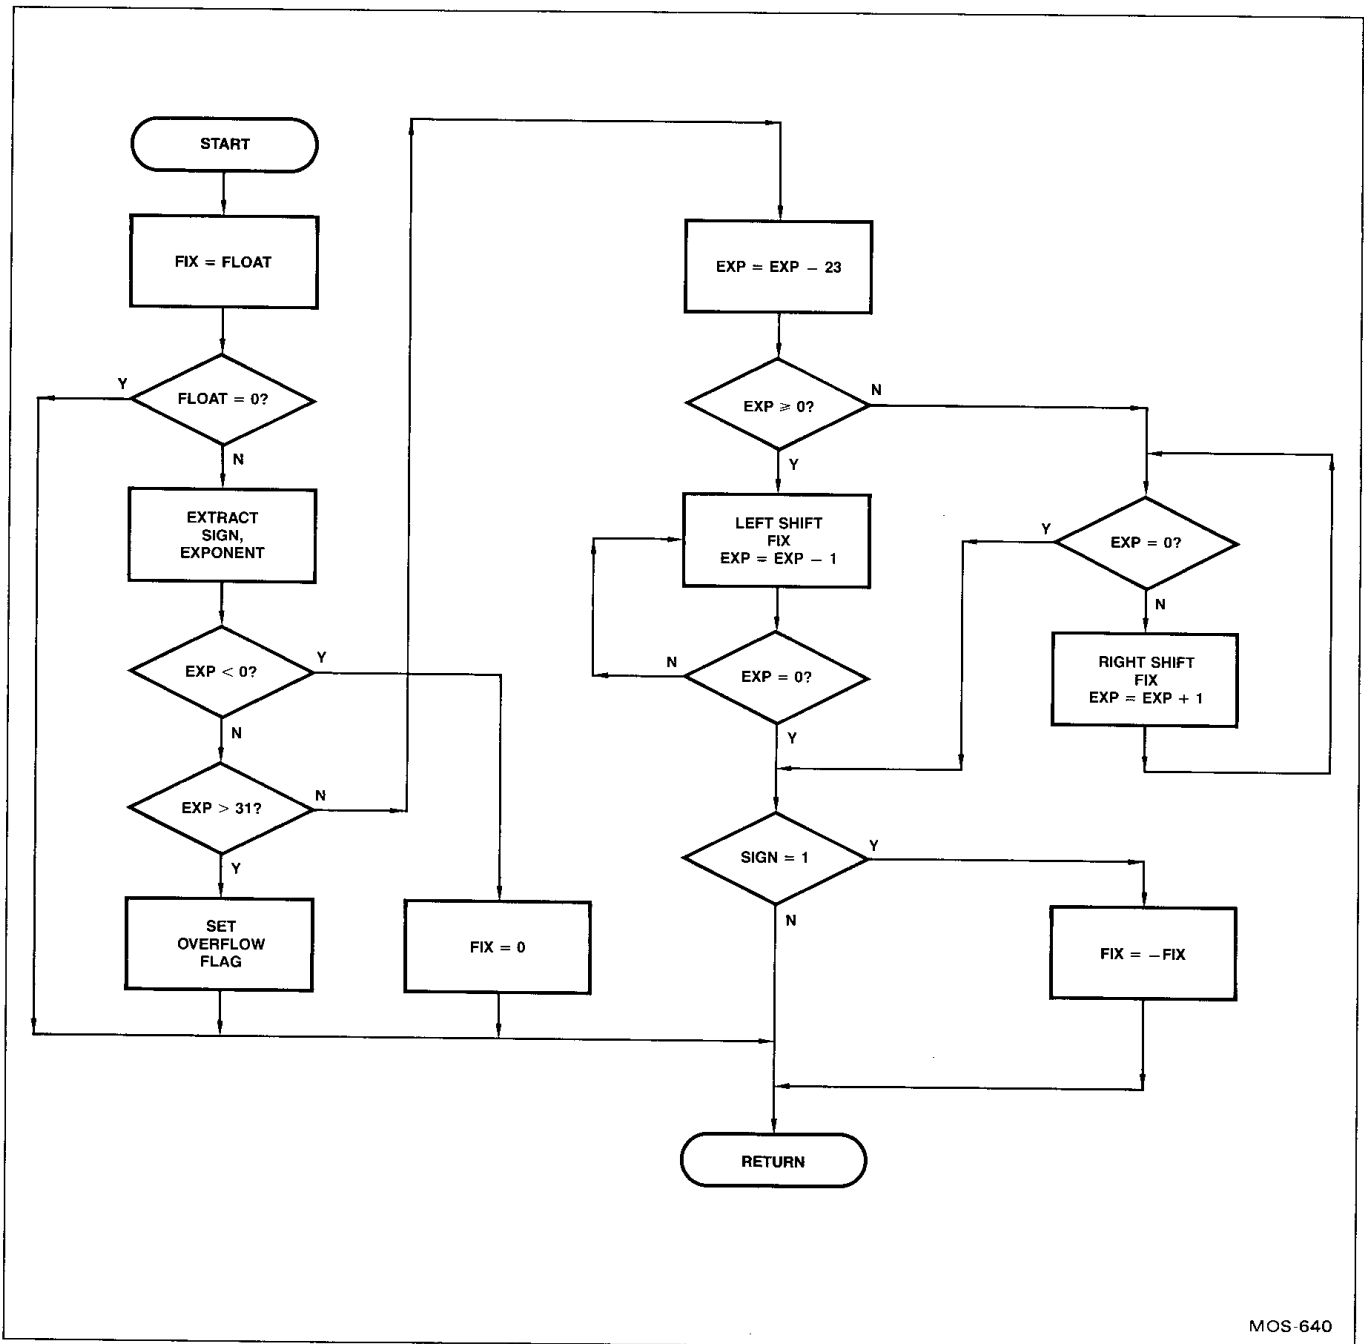 START
FIX = FLOAT
FLOAT = 0?
Y
N
EXTRACT
SIGN,
EXPONENT
EXP < 0?
Y
N
EXP > 31?
N
Y
SET
OVERFLOW
FLAG
FIX = 0
EXP = EXP – 23
EXP ⩾ 0?
N
Y
LEFT SHIFT
FIX
EXP = EXP – 1
N
EXP = 0?
Y
Y
EXP = 0?
N
RIGHT SHIFT
FIX
EXP = EXP + 1
SIGN = 1
Y
N
FIX = –FIX
RETURN
MOS-640